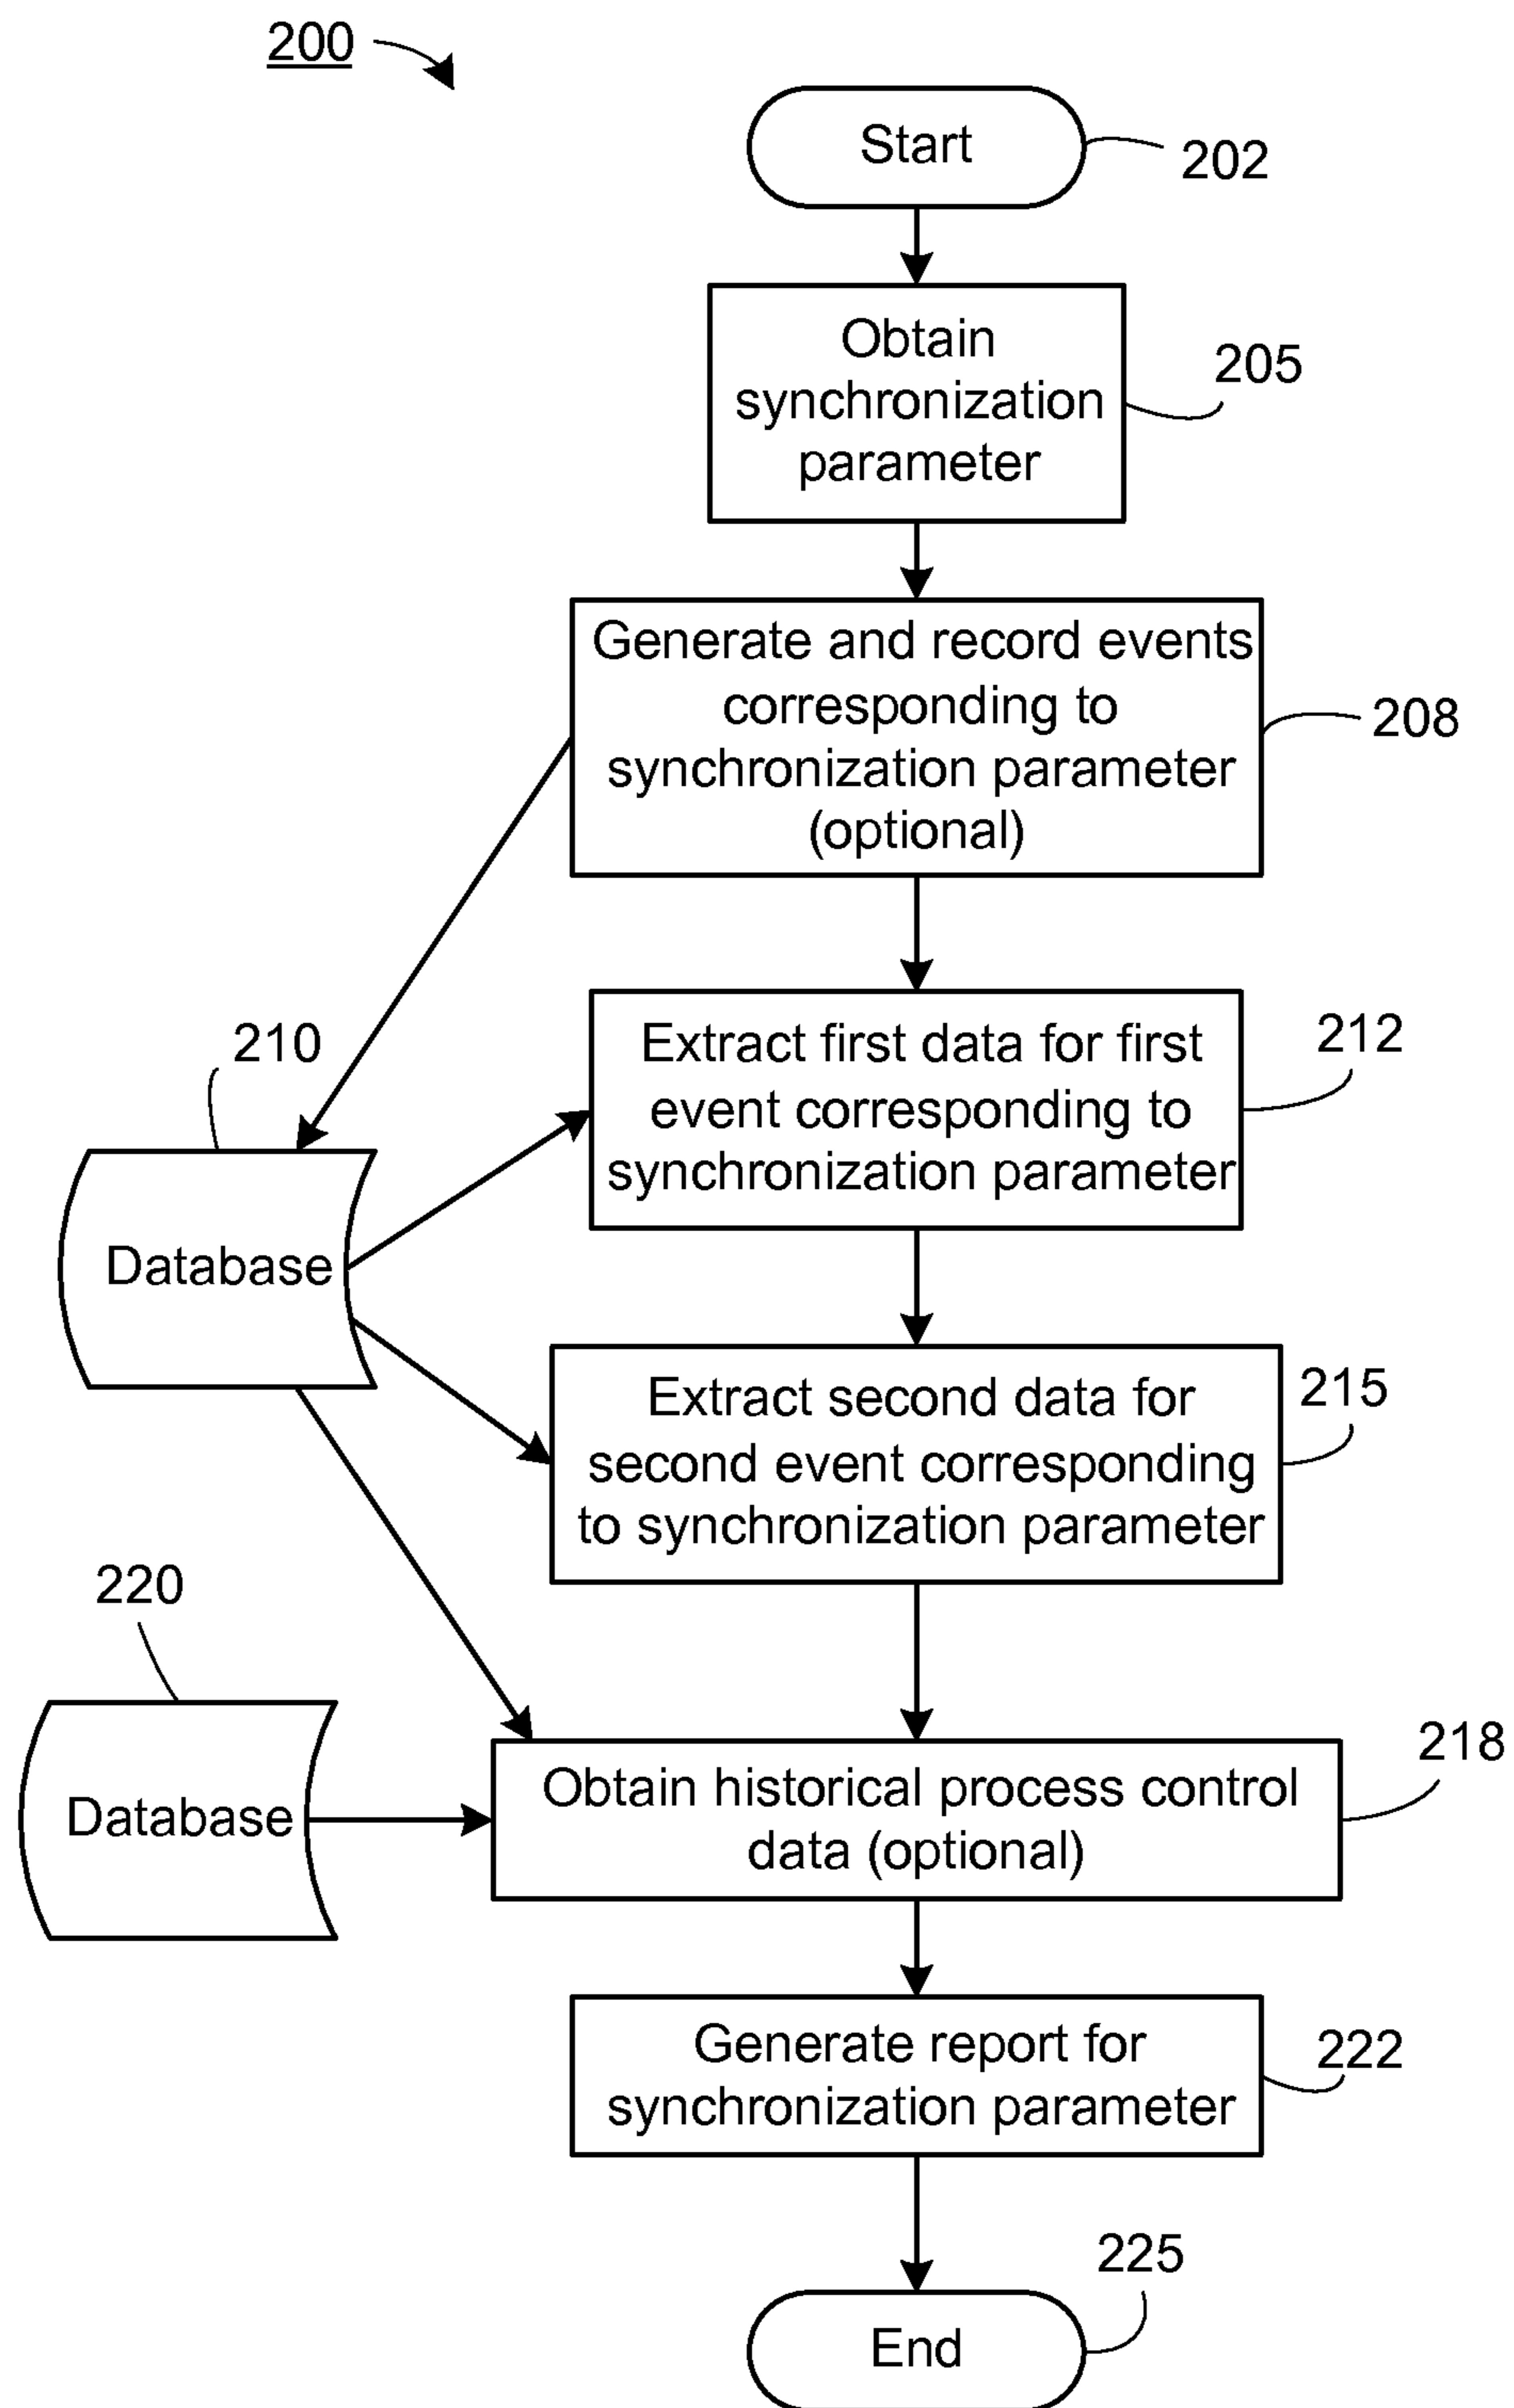 200
Start
202
Obtain
synchronization
parameter
205
Generate and record events
corresponding to
synchronization parameter
(optional)
208
210
Extract first data for first
event corresponding to
synchronization parameter
212
Database
Extract second data for
second event corresponding
to synchronization parameter
215
220
Database
Obtain historical process control
data (optional)
218
Generate report for
synchronization parameter
222
225
End